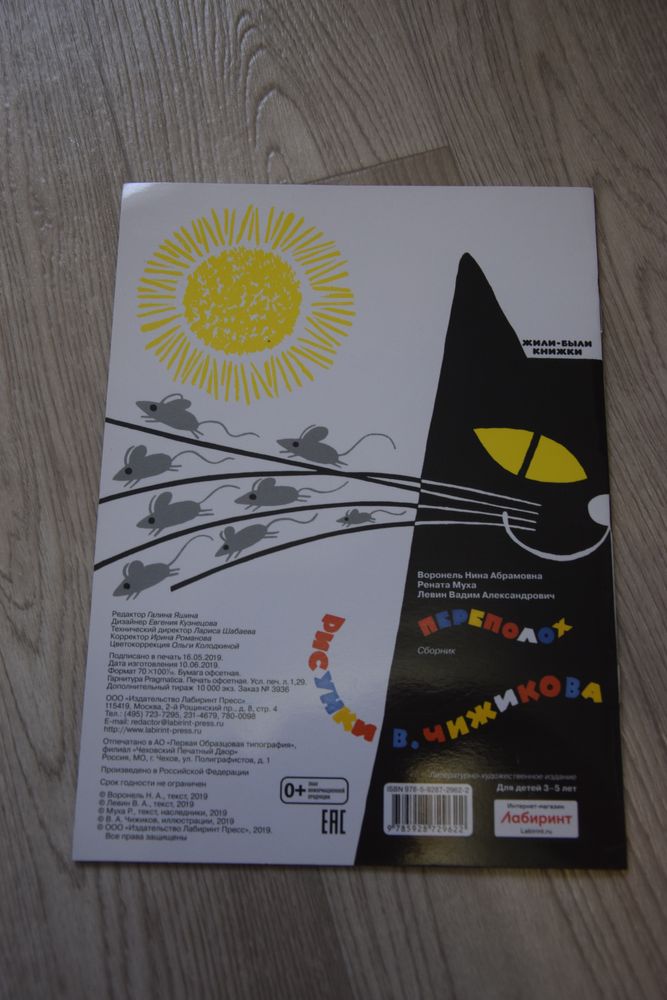 ЖИЛИ-БЫЛИ
КНИЖКИ
Воронель Нина Абрамовна
Рената Муха
Левин Вадим Александрович
ПЕРЕПОЛОХ
Сборник
РИСУНКИ
В. ЧИЖИКОВА
Редактор Галина Яшина
Дизайнер Евгения Кузнецова
Технический директор Лариса Шабаева
Корректор Ирина Романова
Цветокоррекция Ольги Колодкиной
Подписано в печать 16.05.2019.
Дата изготовления 10.06.2019.
Формат 70 ×100⅛. Бумага офсетная.
Гарнитура Pragmatica. Печать офсетная. Усл. печ. л. 1,29.
Дополнительный тираж 10 000 экз. Заказ № 3936
ООО «Издательство Лабиринт Пресс»
115419, Москва, 2-й Рощинский пр., д. 8, стр. 4
Тел.: (495) 723-7295, 231-4679, 780-0098
E-mail: redactor@labirint-press.ru
http://www.labirint-press.ru
Отпечатано в АО «Первая Образцовая типография»,
филиал «Чеховский Печатный Двор»
Россия, МО, г. Чехов, ул. Полиграфистов, д. 1
Произведено в Российской Федерации
Срок годности не ограничен
© Воронель Н. А., текст, 2019
© Левин В. А., текст, 2019
© Муха Р., текст, наследники, 2019
© В. А. Чижиков, иллюстрации, 2019
© ООО «Издательство Лабиринт Пресс», 2019.
Все права защищены
0+
знак
информационной
продукции
EAC
Литературно-художественное издание
Для детей 3-5 лет
ISBN 978-5-9287-2962-2
9 785928 729622
Интернет-магазин
Лабиринт
Labirint.ru